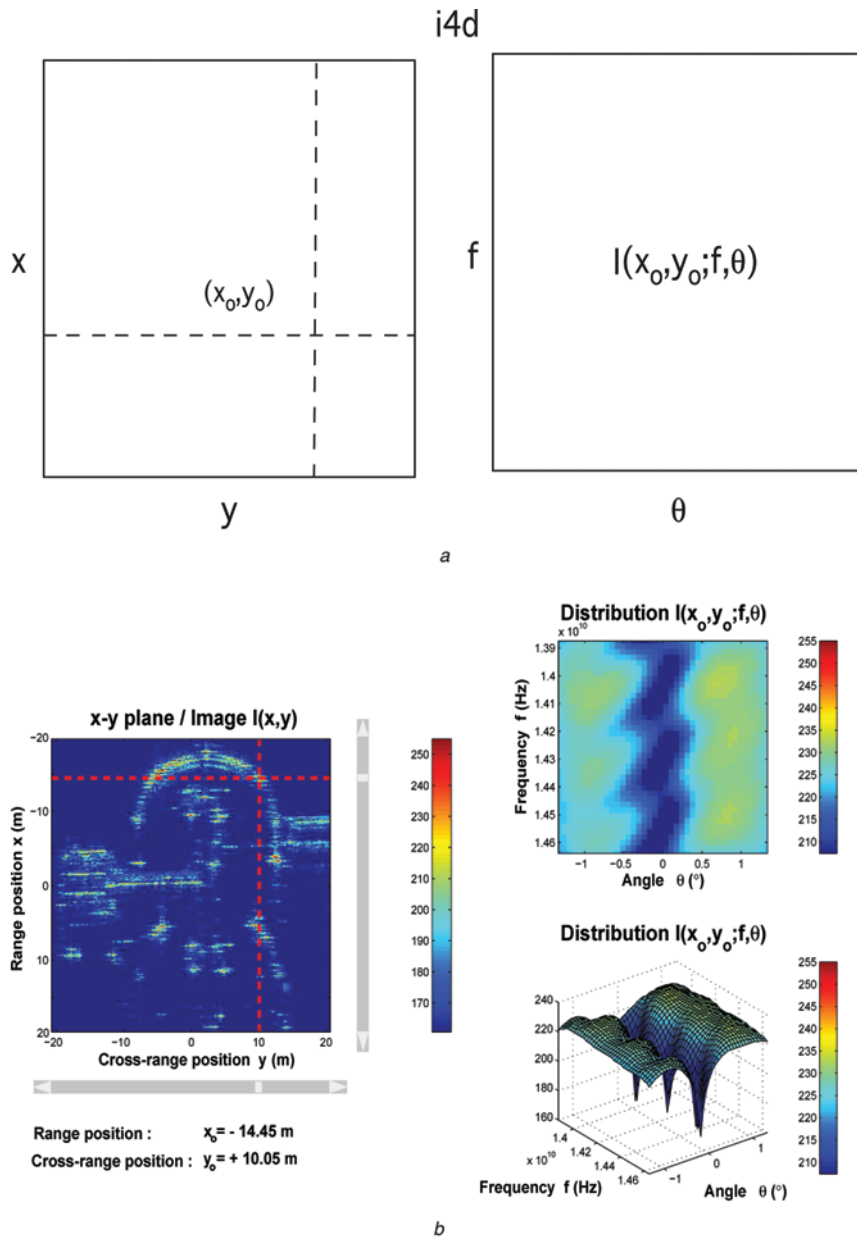 i4d
x
(xo,yo)
y
f
I(xo,yo;f,θ)
θ
a
x-y plane / Image I(x,y)
Range position x (m)
−20
−10
0
10
20
−20 −10 0 10 20
Cross-range position y (m)
250
240
230
220
210
200
190
180
170
Range position : xo= - 14.45 m
Cross-range position : yo= + 10.05 m
Distribution I(xo,yo;f,θ)
x 10^10
Frequency f (Hz)
1.39
1.4
1.41
1.42
1.43
1.44
1.45
1.46
−1 −0.5 0 0.5 1
Angle θ (°)
255
250
245
240
235
230
225
220
215
210
Distribution I(xo,yo;f,θ)
240
220
200
180
160
1.4
1.42
1.44
1.46
x 10^10
Frequency f (Hz)
−1
0
1
Angle θ (°)
255
250
245
240
235
230
225
220
215
210
b